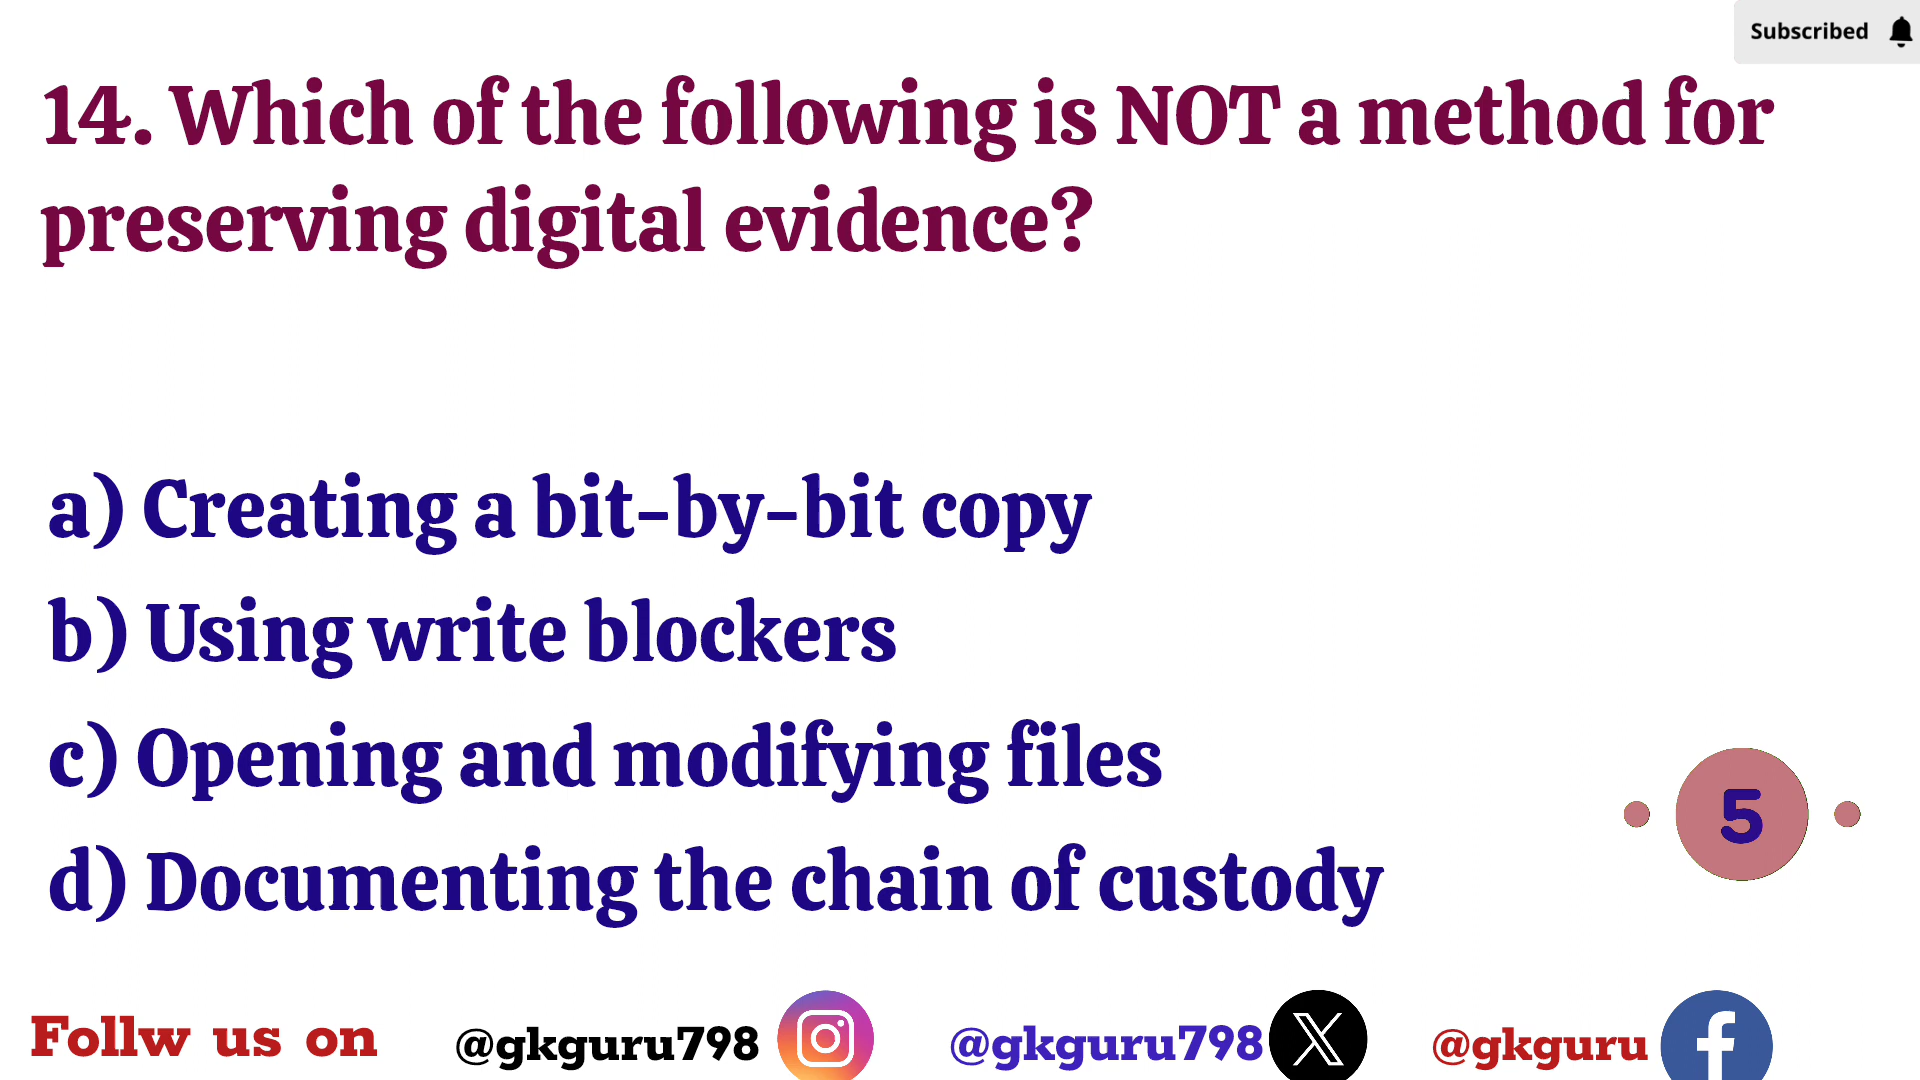 Subscribed
14. Which of the following is NOT a method for
preserving digital evidence?
a) Creating a bit-by-bit copy
b) Using write blockers
c) Opening and modifying files
d) Documenting the chain of custody
5
Follw us on @gkguru798 @gkguru798 @gkguru